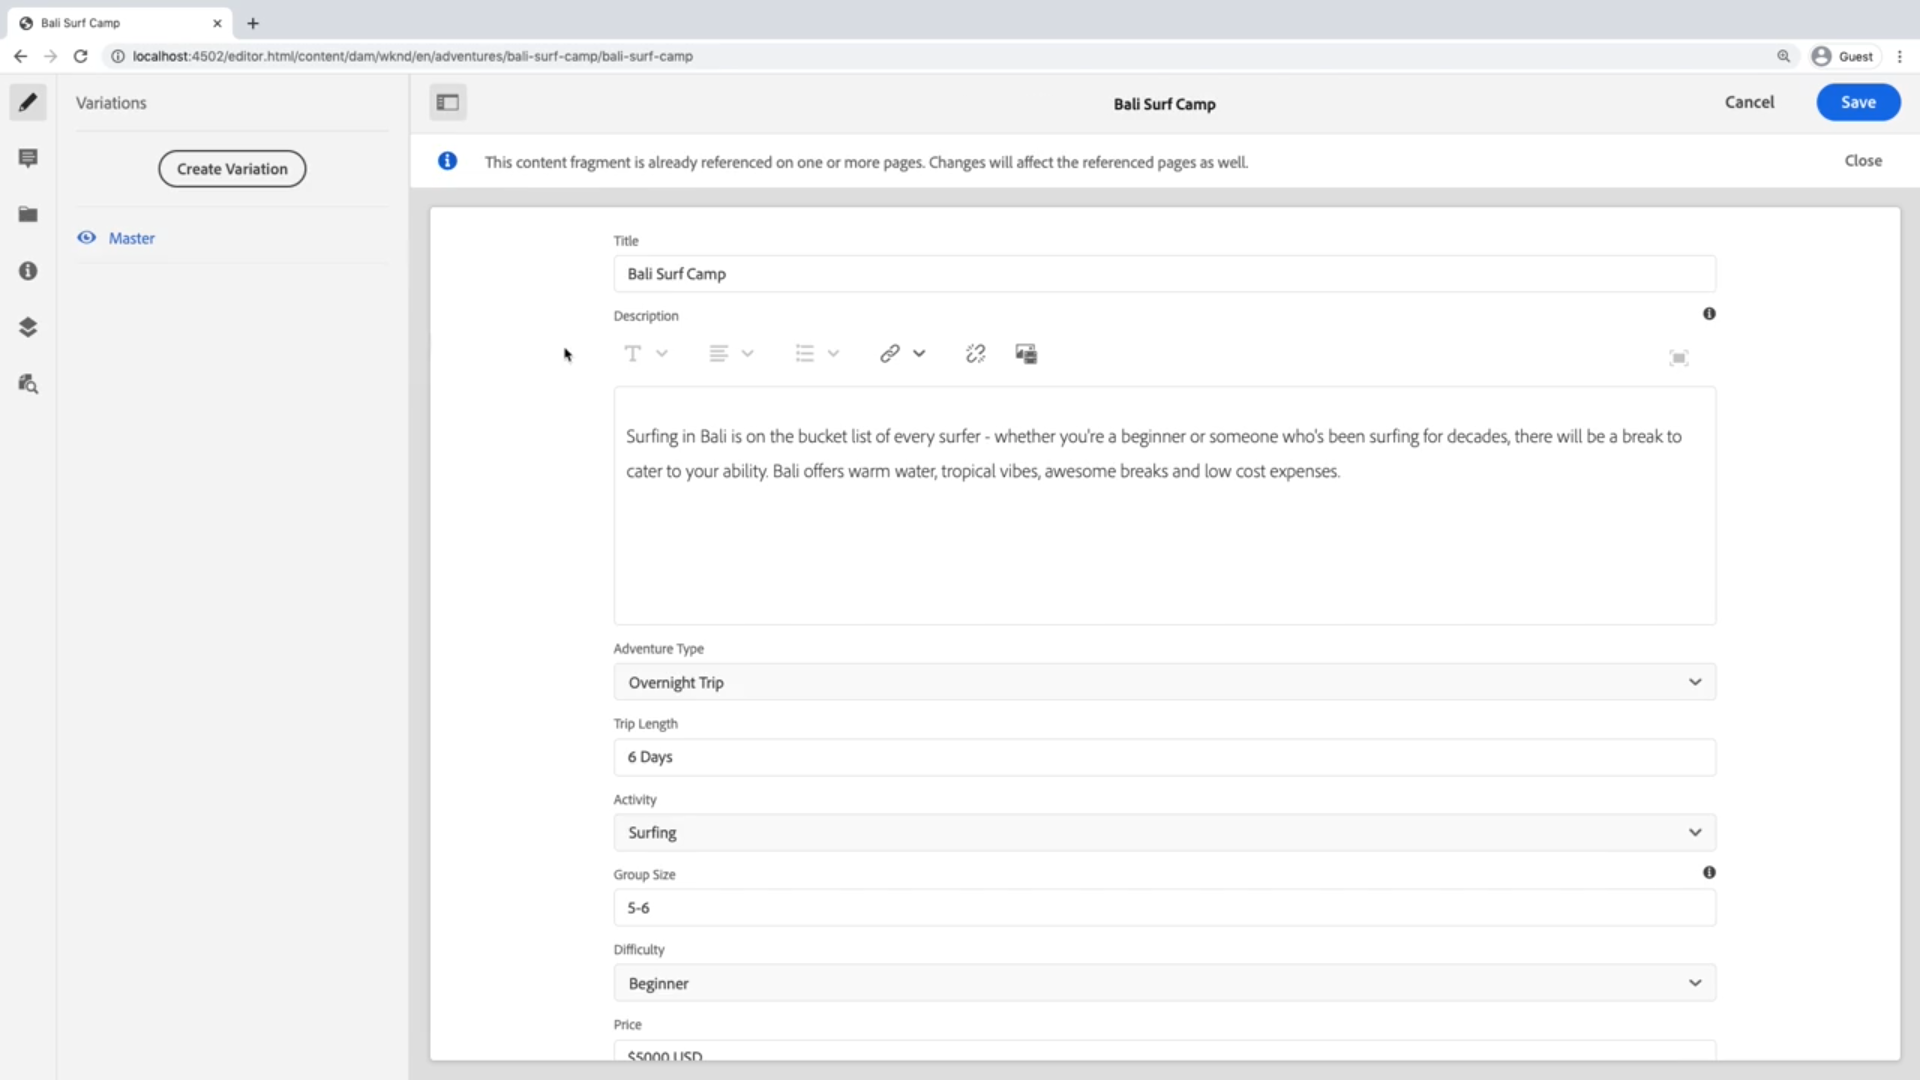 Bali Surf Camp
localhost:4502/editor.html/content/dam/wknd/en/adventures/bali-surf-camp/bali-surf-camp
Guest
Variations
Bali Surf Camp
Cancel
Save
Create Variation
This content fragment is already referenced on one or more pages. Changes will affect the referenced pages as well.
Close
Master
Title
Bali Surf Camp
Description
Surfing in Bali is on the bucket list of every surfer - whether you're a beginner or someone who's been surfing for decades, there will be a break to
cater to your ability. Bali offers warm water, tropical vibes, awesome breaks and low cost expenses.
Adventure Type
Overnight Trip
Trip Length
6 Days
Activity
Surfing
Group Size
5-6
Difficulty
Beginner
Price
$5000 USD